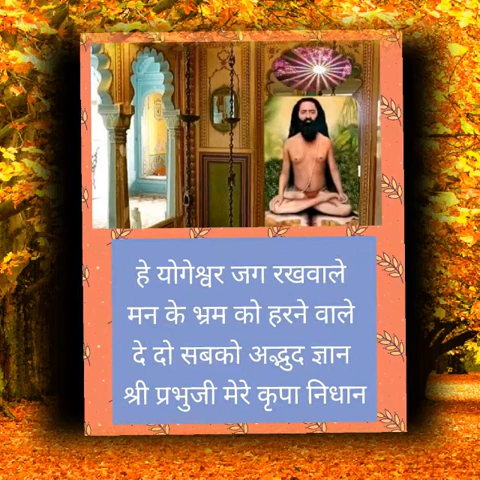 हे योगेश्वर जग रखवाले
मन के भ्रम को हरने वाले
दे दो सबको अद्भुद ज्ञान
श्री प्रभुजी मेरे कृपा निधान